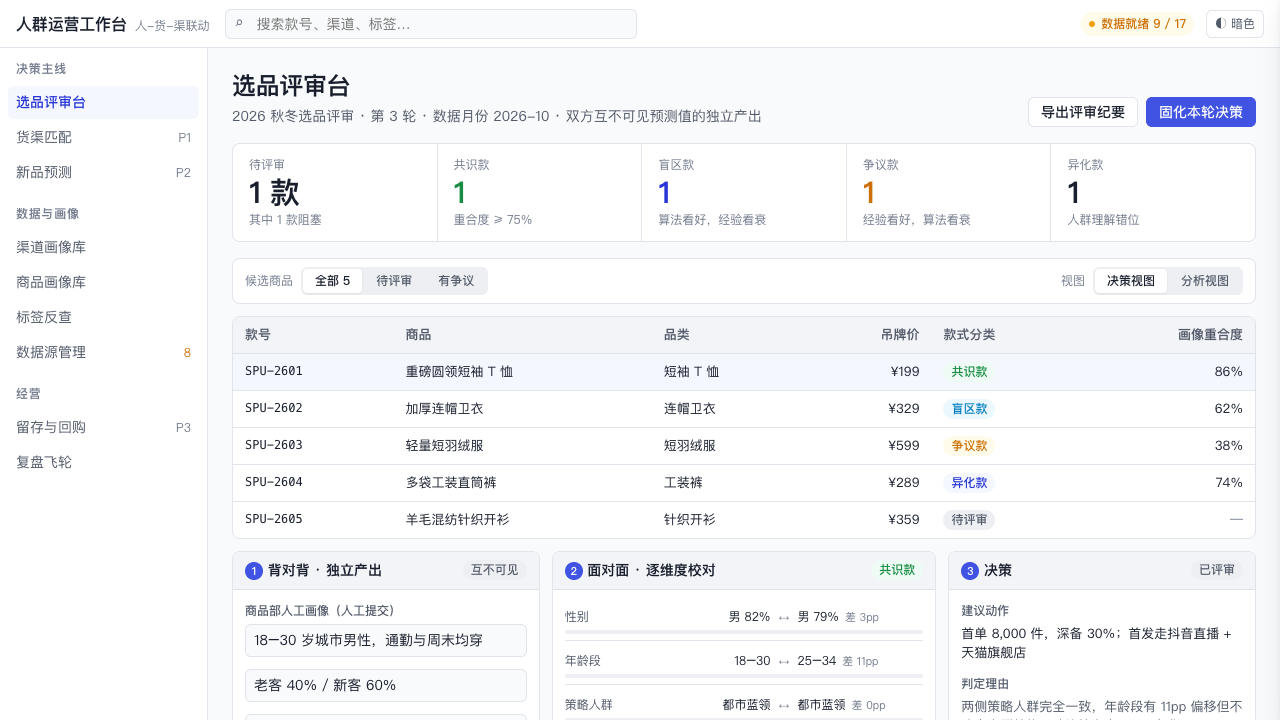 人群运营工作台 人-货-渠联动
搜索款号、渠道、标签…
数据就绪 9 / 17
暗色
决策主线
选品评审台
货渠匹配 P1
新品预测 P2
数据与画像
渠道画像库
商品画像库
标签反查
数据源管理 8
经营
留存与回购 P3
复盘飞轮
选品评审台
2026 秋冬选品评审 · 第 3 轮 · 数据月份 2026-10 · 双方互不可见预测值的独立产出
导出评审纪要
固化本轮决策
待评审
1 款
其中 1 款阻塞
共识款
1
重合度 ≥ 75%
盲区款
1
算法看好，经验看衰
争议款
1
经验看好，算法看衰
异化款
1
人群理解错位
候选商品 全部 5 待评审 有争议
视图 决策视图 分析视图
款号 商品 品类 吊牌价 款式分类 画像重合度
SPU-2601 重磅圆领短袖 T 恤 短袖 T 恤 ¥199 共识款 86%
SPU-2602 加厚连帽卫衣 连帽卫衣 ¥329 盲区款 62%
SPU-2603 轻量短羽绒服 短羽绒服 ¥599 争议款 38%
SPU-2604 多袋工装直筒裤 工装裤 ¥289 异化款 74%
SPU-2605 羊毛混纺针织开衫 针织开衫 ¥359 待评审 —
1 背对背 · 独立产出 互不可见
商品部人工画像（人工提交）
18-30 岁城市男性，通勤与周末均穿
老客 40% / 新客 60%
2 面对面 · 逐维度校对 共识款
性别 男 82% ↔ 男 79% 差 3pp
年龄段 18-30 ↔ 25-34 差 11pp
策略人群 都市蓝领 ↔ 都市蓝领 差 0pp
3 决策 已评审
建议动作
首单 8,000 件，深备 30%；首发走抖音直播 +
天猫旗舰店
判定理由
两侧策略人群完全一致，年龄段有 11pp 偏移但不